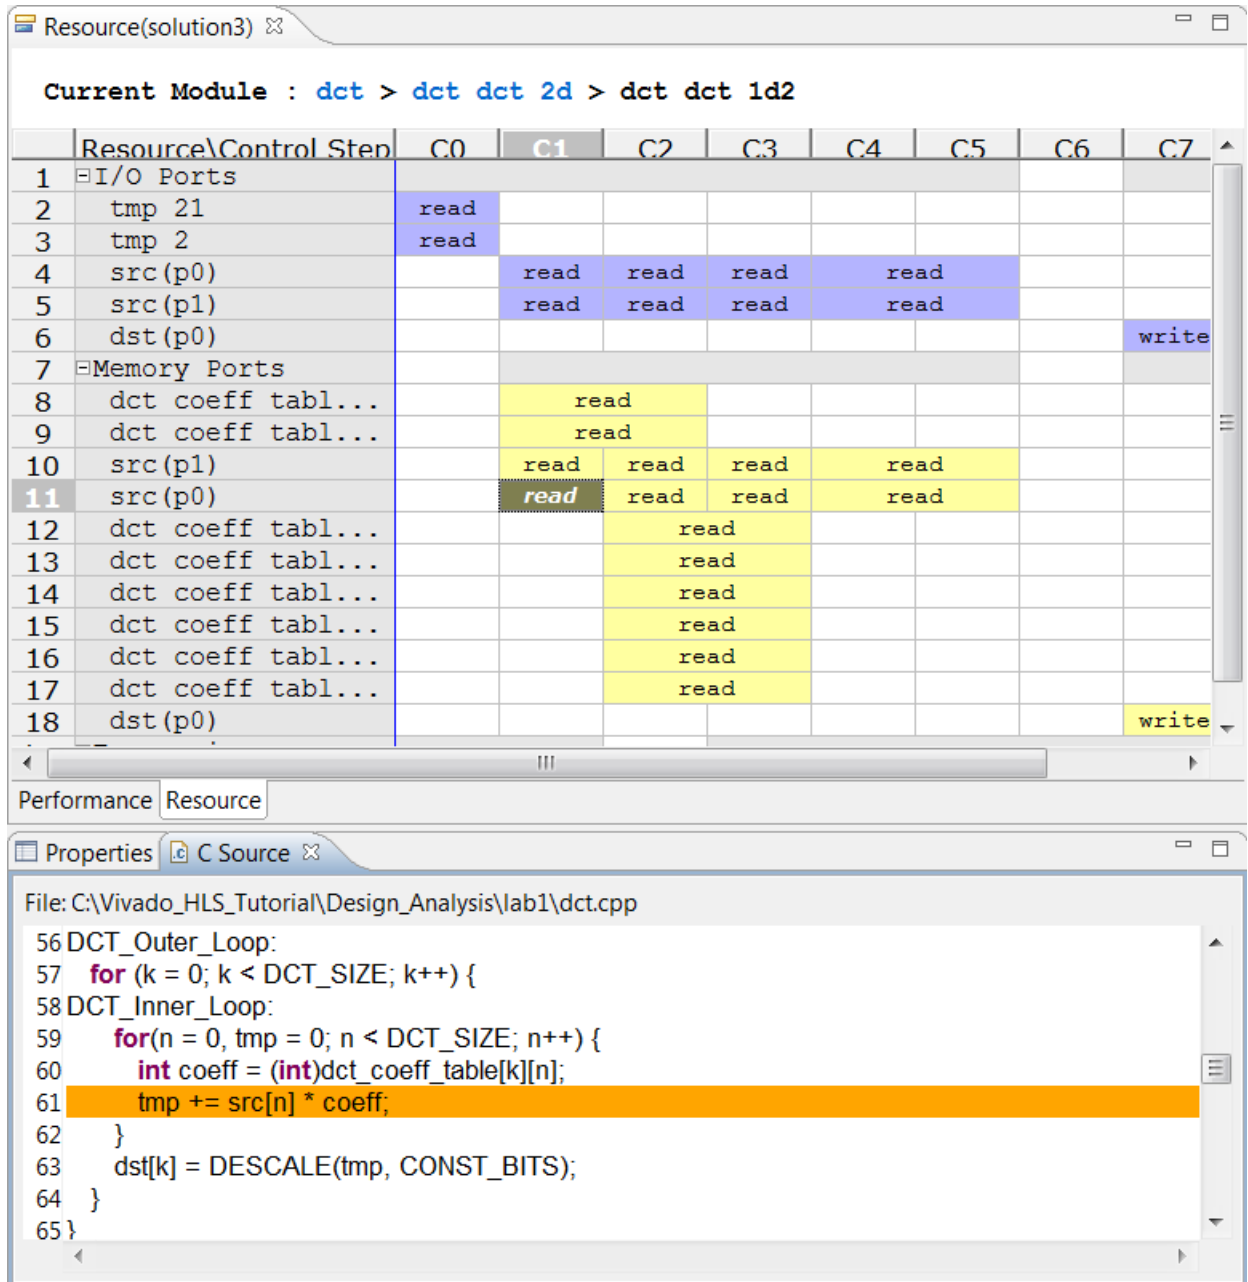 Resource(solution3)
Current Module : dct > dct dct 2d > dct dct 1d2
Resource\Control Step C0 C1 C2 C3 C4 C5 C6 C7
1 I/O Ports
2 tmp 21 read
3 tmp 2 read
4 src(p0) read read read read
5 src(p1) read read read read
6 dst(p0) write
7 Memory Ports
8 dct coeff tabl... read
9 dct coeff tabl... read
10 src(p1) read read read read
11 src(p0) read read read read
12 dct coeff tabl... read
13 dct coeff tabl... read
14 dct coeff tabl... read
15 dct coeff tabl... read
16 dct coeff tabl... read
17 dct coeff tabl... read
18 dst(p0) write
Performance Resource
Properties C Source
File: C:\Vivado_HLS_Tutorial\Design_Analysis\lab1\dct.cpp
56 DCT_Outer_Loop:
57 for (k = 0; k < DCT_SIZE; k++) {
58 DCT_Inner_Loop:
59 for(n = 0, tmp = 0; n < DCT_SIZE; n++) {
60 int coeff = (int)dct_coeff_table[k][n];
61 tmp += src[n] * coeff;
62 }
63 dst[k] = DESCALE(tmp, CONST_BITS);
64 }
65 }